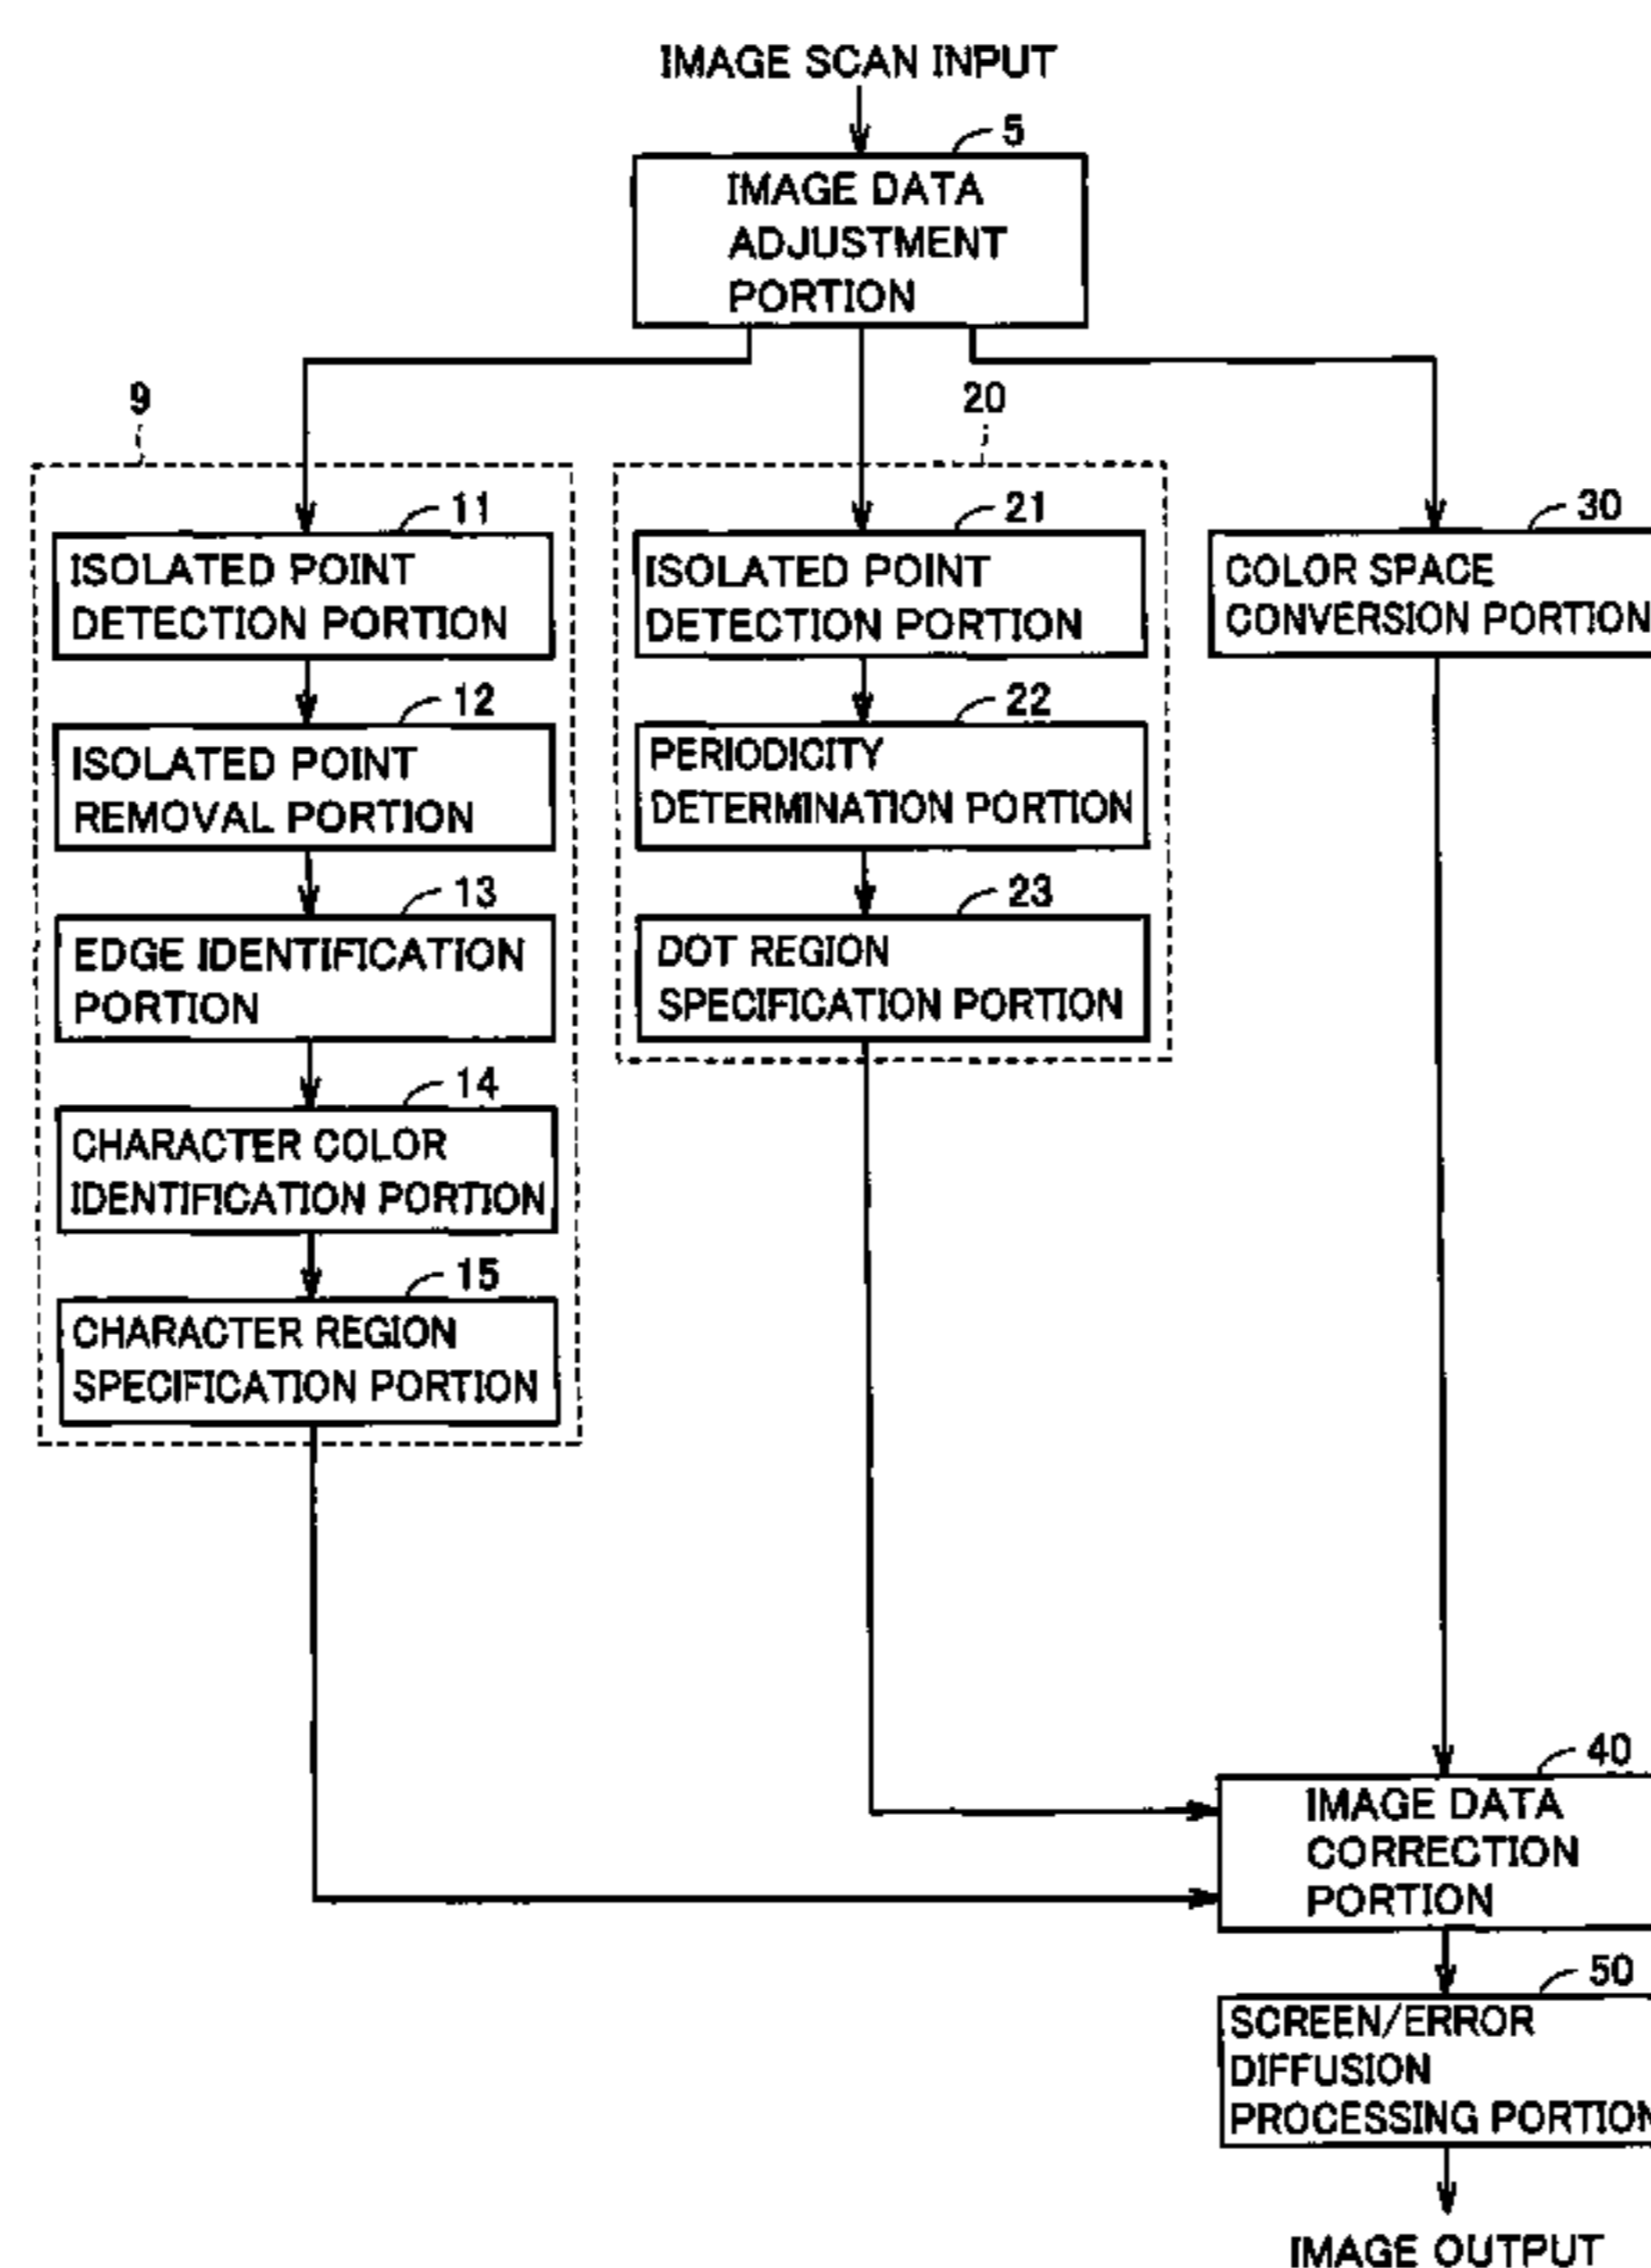 IMAGE SCAN INPUT
5
IMAGE DATA
ADJUSTMENT
PORTION
9
11
ISOLATED POINT
DETECTION PORTION
12
ISOLATED POINT
REMOVAL PORTION
13
EDGE IDENTIFICATION
PORTION
14
CHARACTER COLOR
IDENTIFICATION PORTION
15
CHARACTER REGION
SPECIFICATION PORTION
20
21
ISOLATED POINT
DETECTION PORTION
22
PERIODICITY
DETERMINATION PORTION
23
DOT REGION
SPECIFICATION PORTION
30
COLOR SPACE
CONVERSION PORTION
40
IMAGE DATA
CORRECTION
PORTION
50
SCREEN/ERROR
DIFFUSION
PROCESSING PORTION
IMAGE OUTPUT